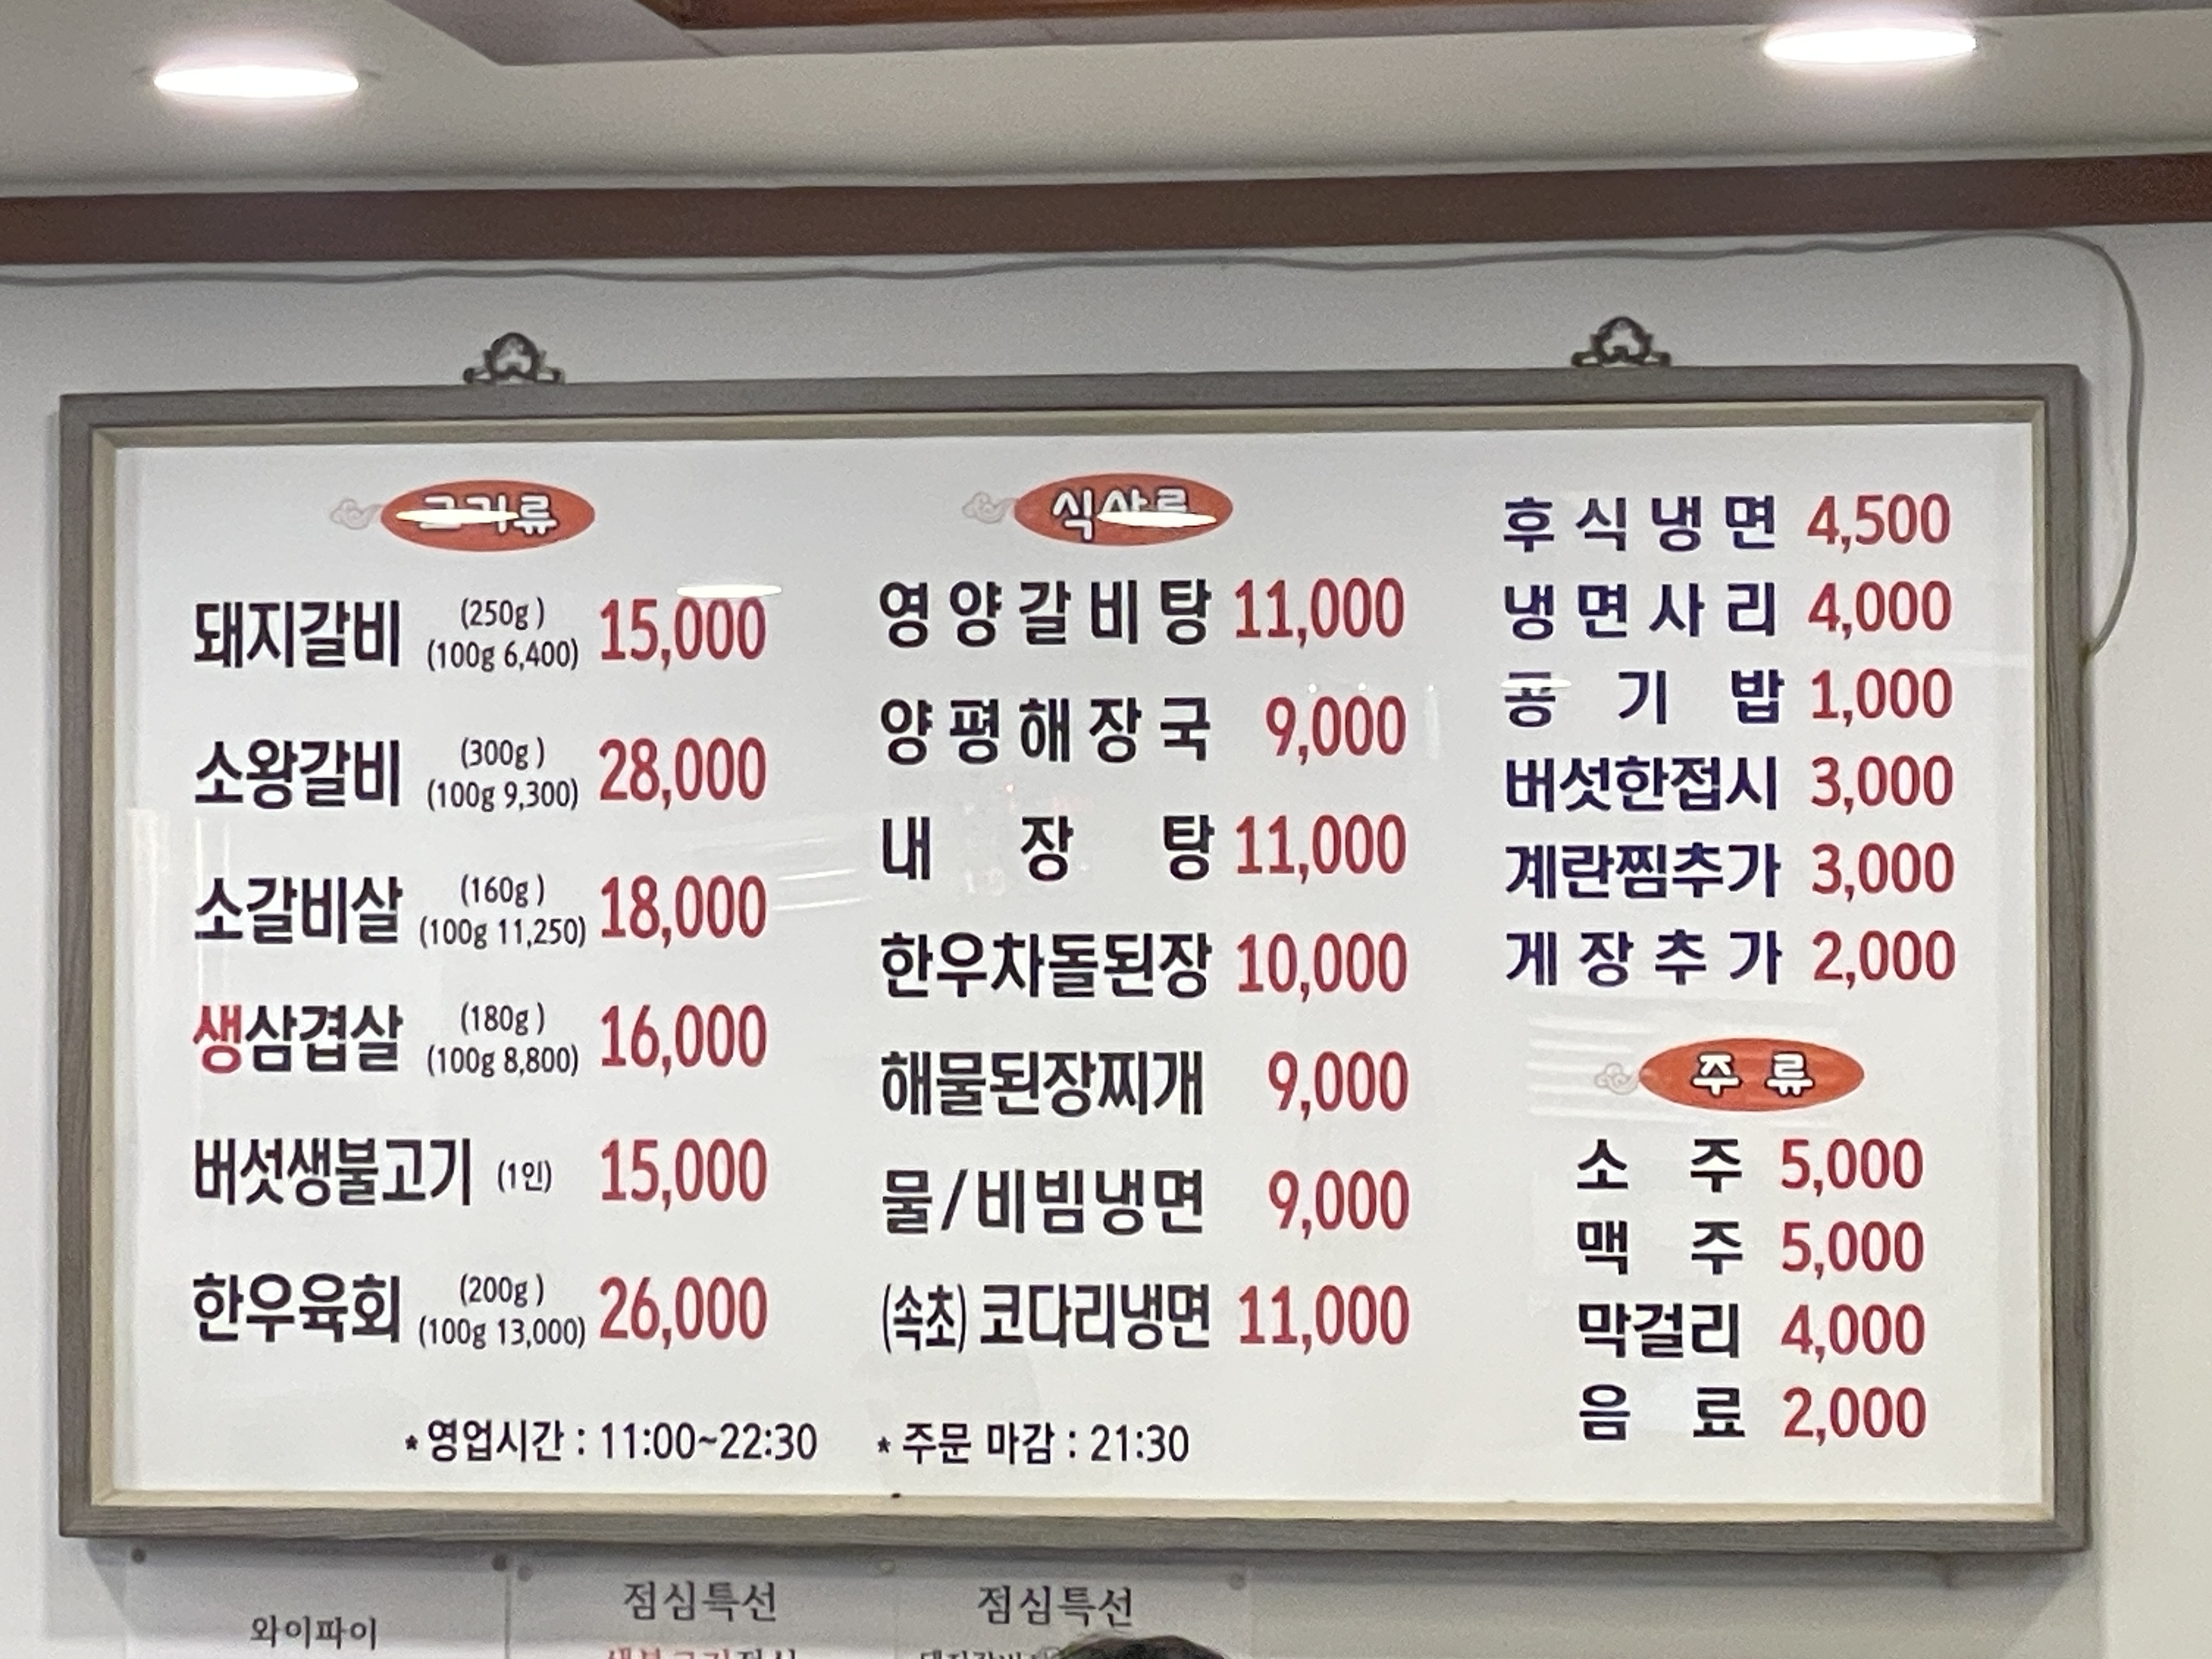 고기류
돼지갈비 (250g) (100g 6,400) 15,000
소왕갈비 (300g) (100g 9,300) 28,000
소갈비살 (160g) (100g 11,250) 18,000
생삼겹살 (180g) (100g 8,800) 16,000
버섯생불고기 (1인) 15,000
한우육회 (200g) (100g 13,000) 26,000
식사류
영양갈비탕 11,000
양평해장국 9,000
내장탕 11,000
한우차돌된장 10,000
해물된장찌개 9,000
물/비빔냉면 9,000
(속초) 코다리냉면 11,000
후식냉면 4,500
냉면사리 4,000
공기밥 1,000
버섯한접시 3,000
계란찜추가 3,000
게장추가 2,000
주류
소주 5,000
맥주 5,000
막걸리 4,000
음료 2,000
* 영업시간 : 11:00~22:30 * 주문 마감 : 21:30
와이파이
점심특선
점심특선